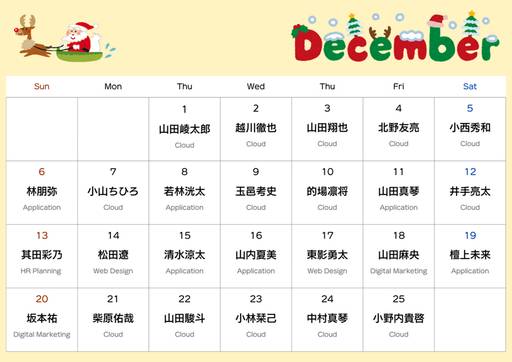 December
Sun Mon Thu Wed Thu Fri Sat
1 2 3 4 5
山田崚太郎 越川徹也 山田翔也 北野友亮 小西秀和
Cloud Cloud Cloud Cloud Cloud
6 7 8 9 10 11 12
林朋弥 小山ちひろ 若林洸太 玉邑考史 的場凛将 山田真琴 井手亮太
Application Cloud Application Cloud Cloud Application Cloud
13 14 15 16 17 18 19
其田彩乃 松田遼 清水涼太 山内夏美 東影勇太 山田麻央 檀上未来
HR Planning Web Design Application Application Web Design Digital Marketing Application
20 21 22 23 24 25
坂本祐 柴原佑哉 山田駿斗 小林栞己 中村真琴 小野内貴啓
Digital Marketing Cloud Cloud Cloud Cloud Cloud